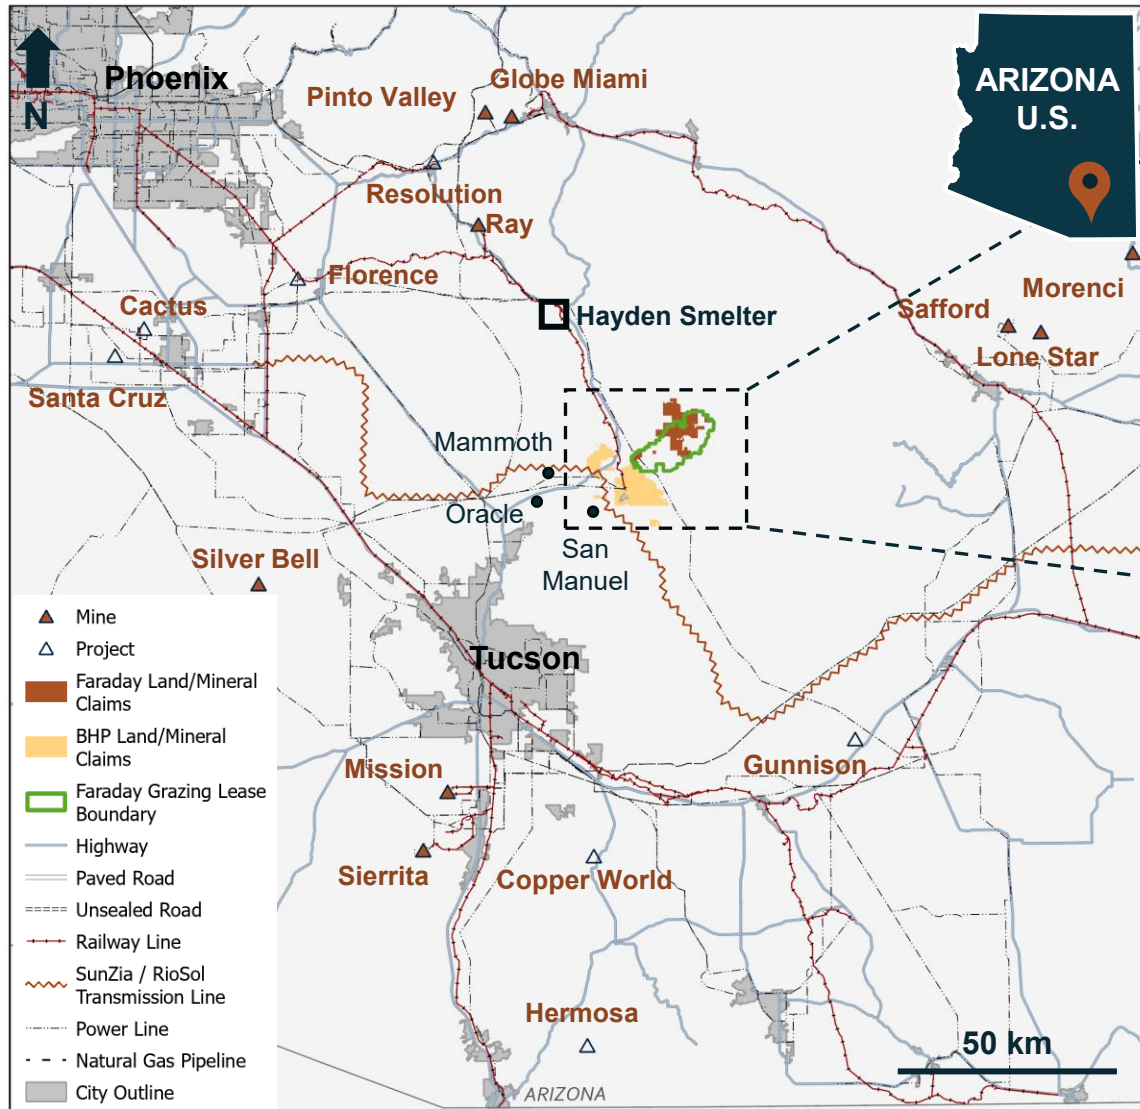 Phoenix
N
Pinto Valley
Globe Miami
ARIZONA
U.S.
Resolution
Ray
Florence
Cactus
Santa Cruz
Hayden Smelter
Morenci
Safford
Lone Star
Mammoth
Oracle
San
Manuel
Silver Bell
Tucson
Mission
Sierrita
Gunnison
Copper World
Hermosa
50 km
ARIZONA
Mine
Project
Faraday Land/Mineral
Claims
BHP Land/Mineral
Claims
Faraday Grazing Lease
Boundary
Highway
Paved Road
Unsealed Road
Railway Line
SunZia / RioSol
Transmission Line
Power Line
Natural Gas Pipeline
City Outline